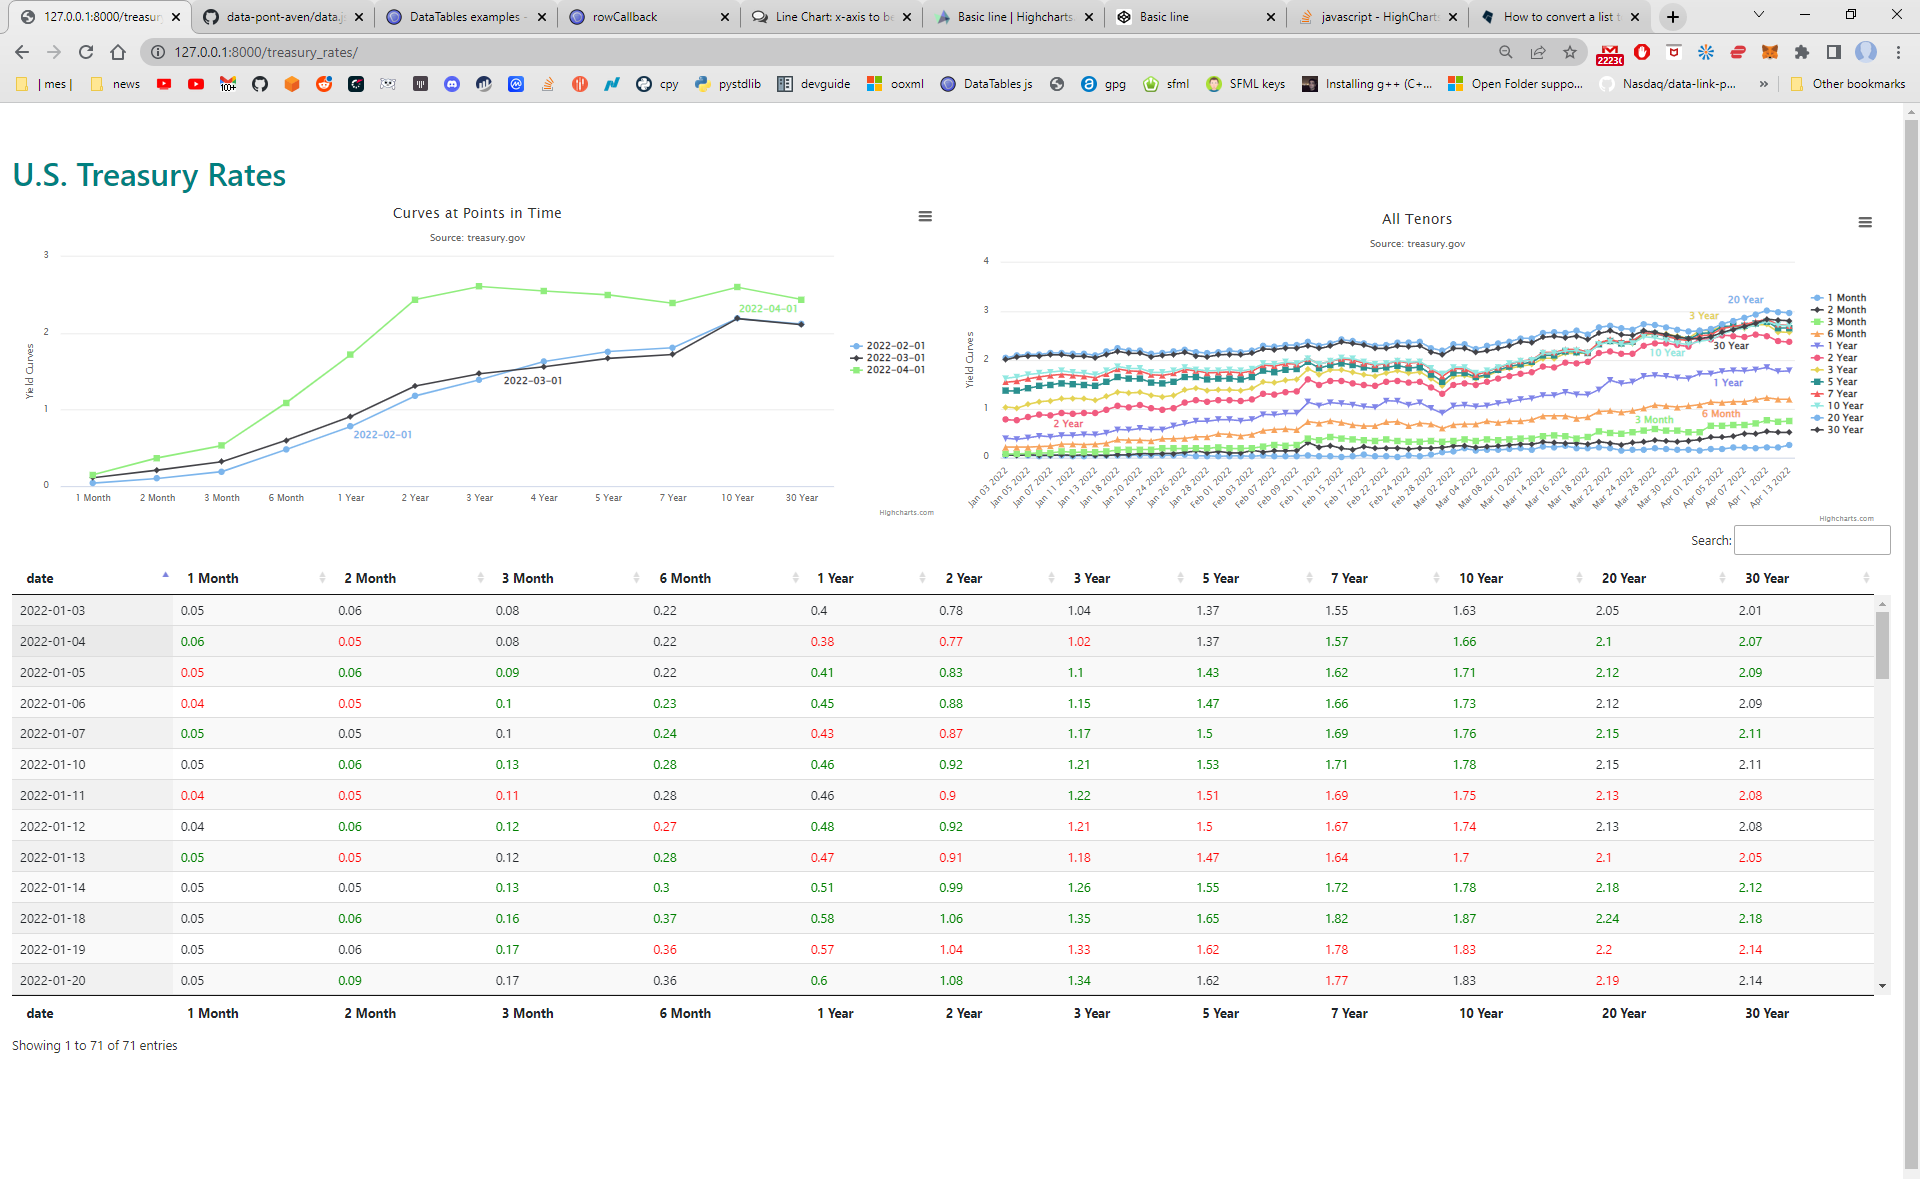 127.0.0.1:8000/treasur
data-pont-aven/data.j
DataTables examples -
rowCallback
Line Chart: x-axis to be
Basic line | Highcharts.
Basic line
javascript - HighChart
How to convert a list t
127.0.0.1:8000/treasury_rates/
| mes |
news
100+
cpy
pystdlib
devguide
ooxml
DataTables js
gpg
sfml
SFML keys
Installing g++ (C+...
Open Folder suppo...
Nasdaq/data-link-p...
»
Other bookmarks
U.S. Treasury Rates
Curves at Points in Time
Source: treasury.gov
Yield Curves
3
2
1
0
2022-04-01
2022-03-01
2022-02-01
1 Month 2 Month 3 Month 6 Month 1 Year 2 Year 3 Year 4 Year 5 Year 7 Year 10 Year 30 Year
2022-02-01
2022-03-01
2022-04-01
Highcharts.com
All Tenors
Source: treasury.gov
Yield Curves
4
3
2
1
0
20 Year
3 Year
30 Year
10 Year
1 Year
6 Month
3 Month
2 Year
Jan 03 2022 Jan 05 2022 Jan 07 2022 Jan 11 2022 Jan 13 2022 Jan 18 2022 Jan 20 2022 Jan 24 2022 Jan 26 2022 Jan 28 2022 Feb 01 2022 Feb 03 2022 Feb 07 2022 Feb 09 2022 Feb 11 2022 Feb 15 2022 Feb 17 2022 Feb 22 2022 Feb 24 2022 Feb 28 2022 Mar 02 2022 Mar 04 2022 Mar 08 2022 Mar 10 2022 Mar 14 2022 Mar 16 2022 Mar 18 2022 Mar 22 2022 Mar 24 2022 Mar 28 2022 Mar 30 2022 Apr 01 2022 Apr 05 2022 Apr 07 2022 Apr 11 2022 Apr 13 2022
1 Month
2 Month
3 Month
6 Month
1 Year
2 Year
3 Year
5 Year
7 Year
10 Year
20 Year
30 Year
Highcharts.com
Search:
date 1 Month 2 Month 3 Month 6 Month 1 Year 2 Year 3 Year 5 Year 7 Year 10 Year 20 Year 30 Year
2022-01-03 0.05 0.06 0.08 0.22 0.4 0.78 1.04 1.37 1.55 1.63 2.05 2.01
2022-01-04 0.06 0.05 0.08 0.22 0.38 0.77 1.02 1.37 1.57 1.66 2.1 2.07
2022-01-05 0.05 0.06 0.09 0.22 0.41 0.83 1.1 1.43 1.62 1.71 2.12 2.09
2022-01-06 0.04 0.05 0.1 0.23 0.45 0.88 1.15 1.47 1.66 1.73 2.12 2.09
2022-01-07 0.05 0.05 0.1 0.24 0.43 0.87 1.17 1.5 1.69 1.76 2.15 2.11
2022-01-10 0.05 0.06 0.13 0.28 0.46 0.92 1.21 1.53 1.71 1.78 2.15 2.11
2022-01-11 0.04 0.05 0.11 0.28 0.46 0.9 1.22 1.51 1.69 1.75 2.13 2.08
2022-01-12 0.04 0.06 0.12 0.27 0.48 0.92 1.21 1.5 1.67 1.74 2.13 2.08
2022-01-13 0.05 0.05 0.12 0.28 0.47 0.91 1.18 1.47 1.64 1.7 2.1 2.05
2022-01-14 0.05 0.05 0.13 0.3 0.51 0.99 1.26 1.55 1.72 1.78 2.18 2.12
2022-01-18 0.05 0.06 0.16 0.37 0.58 1.06 1.35 1.65 1.82 1.87 2.24 2.18
2022-01-19 0.05 0.06 0.17 0.36 0.57 1.04 1.33 1.62 1.78 1.83 2.2 2.14
2022-01-20 0.05 0.09 0.17 0.36 0.6 1.08 1.34 1.62 1.77 1.83 2.19 2.14
date 1 Month 2 Month 3 Month 6 Month 1 Year 2 Year 3 Year 5 Year 7 Year 10 Year 20 Year 30 Year
Showing 1 to 71 of 71 entries